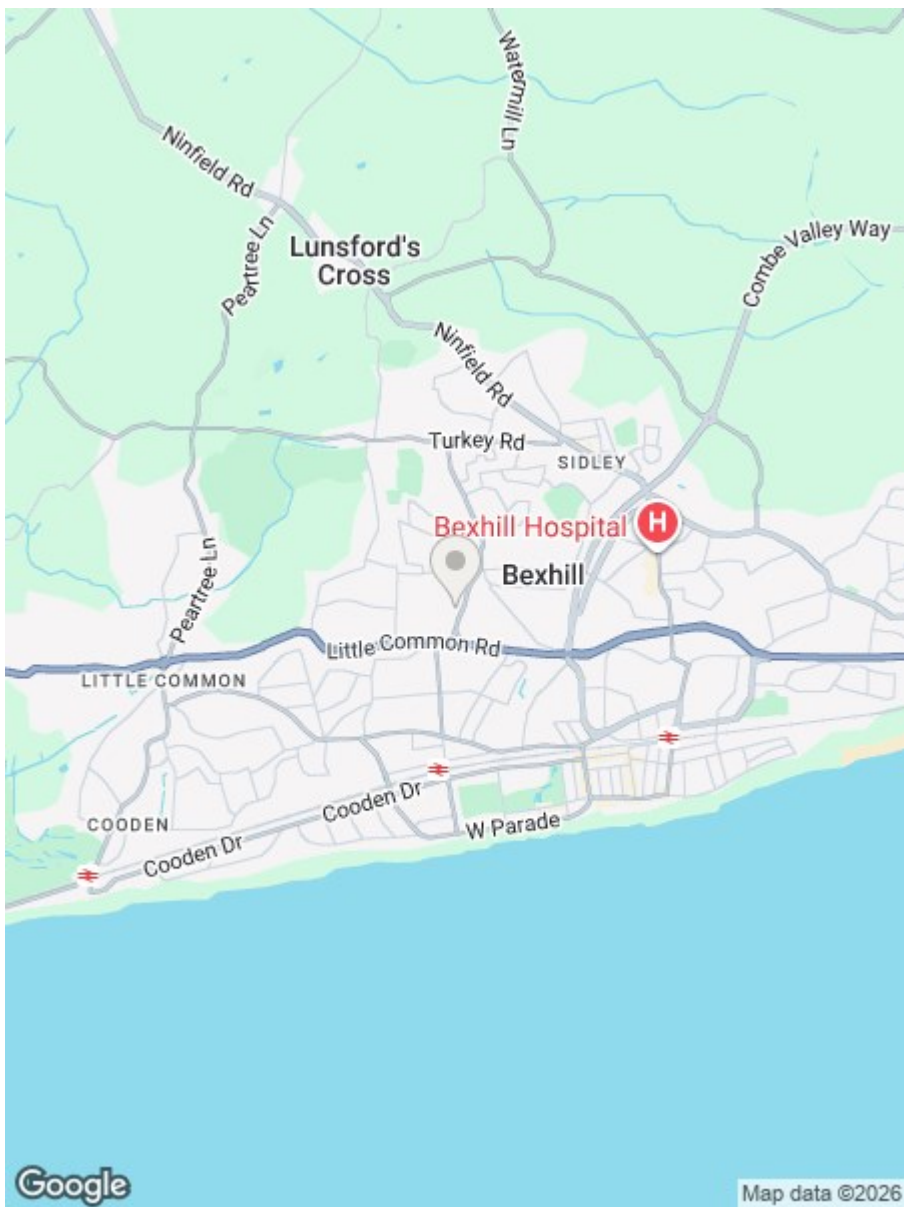 Watermill Ln
Ninfield Rd
Combe Valley Way
Lunsford's
Cross
Peartree Ln
Ninfield Rd
Turkey Rd
SIDLEY
Bexhill Hospital
H
Bexhill
Peartree Ln
Little Common Rd
LITTLE COMMON
Cooden Dr
COODEN
W Parade
Cooden Dr
Google
Map data ©2026